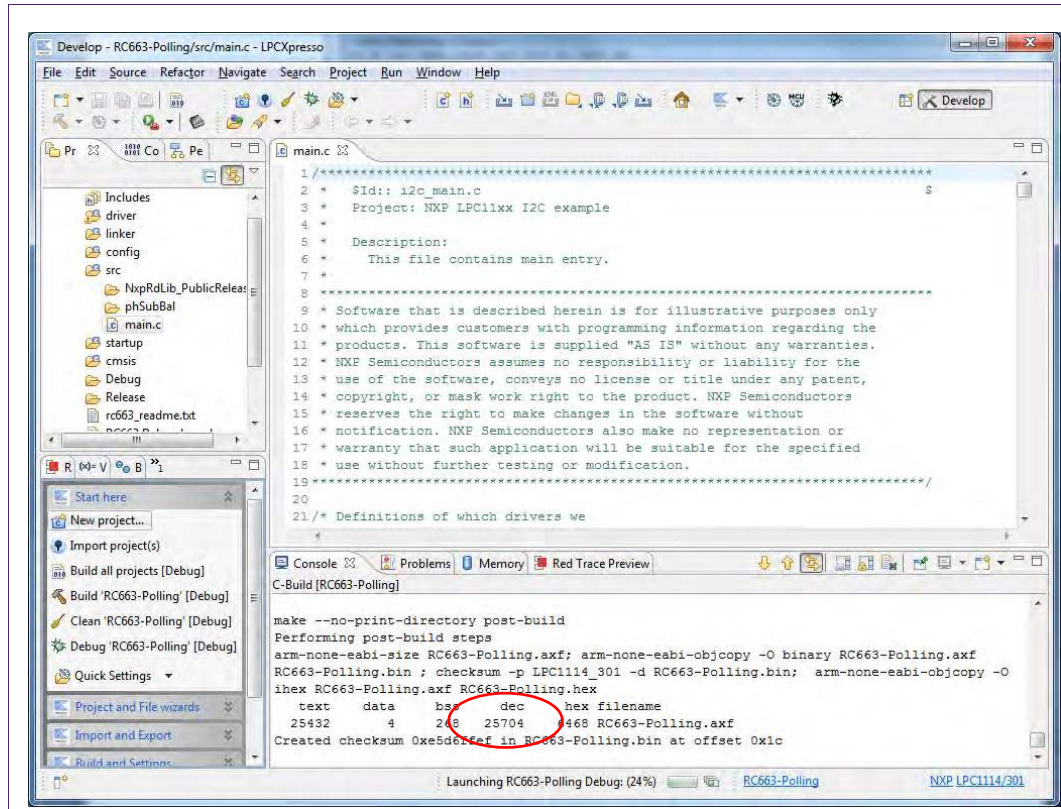 Develop - RC663-Polling/src/main.c - LPCXpresso
File Edit Source Refactor Navigate Search Project Run Window Help
Develop
Pr Co Pe
Includes
driver
linker
config
src
NxpRdLib_PublicReleas
phSubBal
main.c
startup
cmsis
Debug
Release
rc663_readme.txt
main.c
1 /******************************************************************************
2 * $Id:: i2c_main.c $
3 * Project: NXP LPC11xx I2C example
4 *
5 * Description:
6 * This file contains main entry.
7 *
8 ******************************************************************************
9 * Software that is described herein is for illustrative purposes only
10 * which provides customers with programming information regarding the
11 * products. This software is supplied "AS IS" without any warranties.
12 * NXP Semiconductors assumes no responsibility or liability for the
13 * use of the software, conveys no license or title under any patent,
14 * copyright, or mask work right to the product. NXP Semiconductors
15 * reserves the right to make changes in the software without
16 * notification. NXP Semiconductors also make no representation or
17 * warranty that such application will be suitable for the specified
18 * use without further testing or modification.
19 ******************************************************************************/
20
21 /* Definitions of which drivers we
R (x)= V B »1
Start here
New project...
Import project(s)
Build all projects [Debug]
Build 'RC663-Polling' [Debug]
Clean 'RC663-Polling' [Debug]
Debug 'RC663-Polling' [Debug]
Quick Settings
Project and File wizards
Import and Export
Build and Settings
Console Problems Memory Red Trace Preview
C-Build [RC663-Polling]
make --no-print-directory post-build
Performing post-build steps
arm-none-eabi-size RC663-Polling.axf; arm-none-eabi-objcopy -O binary RC663-Polling.axf
RC663-Polling.bin ; checksum -p LPC1114_301 -d RC663-Polling.bin; arm-none-eabi-objcopy -O
ihex RC663-Polling.axf RC663-Polling.hex
text data bss dec hex filename
25432 4 268 25704 6468 RC663-Polling.axf
Created checksum 0xe5d6ffef in RC663-Polling.bin at offset 0x1c
Launching RC663-Polling Debug: (24%) RC663-Polling NXP LPC1114/301